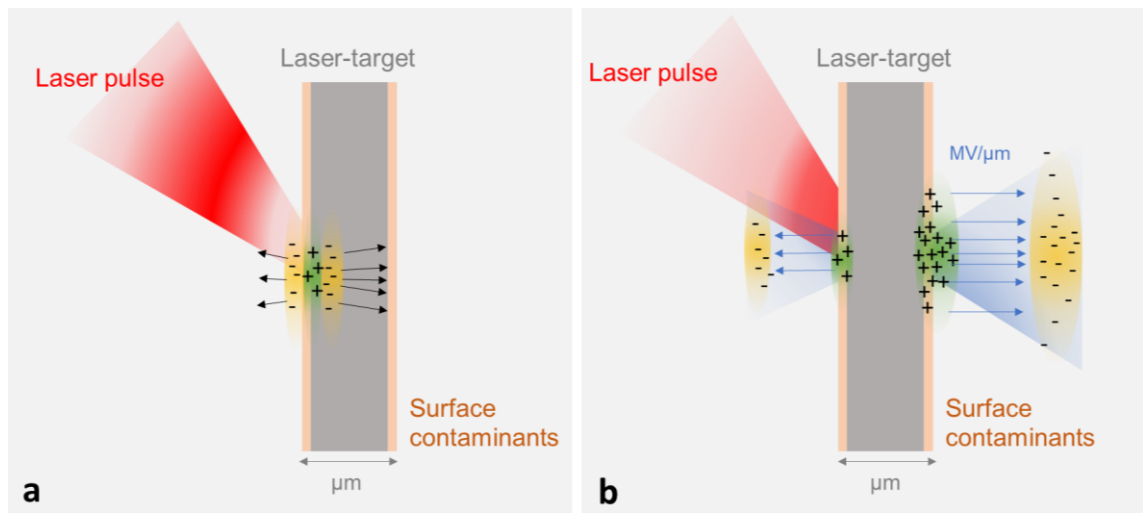 Laser-target
Laser pulse
Surface
contaminants
µm
a
Laser-target
Laser pulse
MV/µm
Surface
contaminants
µm
b